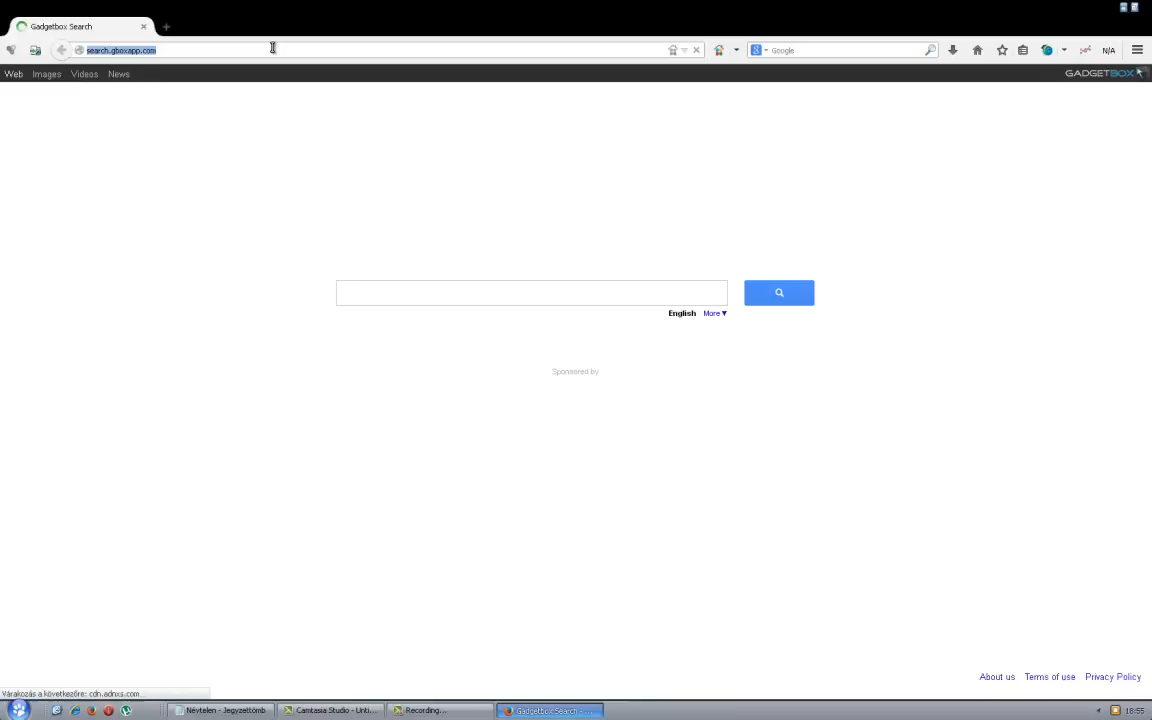 Gadgetbox Search
search.gboxapp.com
Google
N/A
Web Images Videos News
GADGETBOX
English More ▼
Sponsored by
About us Terms of use Privacy Policy
Várakozás a következőre: cdn.adnxs.com...
Névtelen - Jegyzettömb
Camtasia Studio - Unti...
Recording...
Gadgetbox Search - ...
18:55